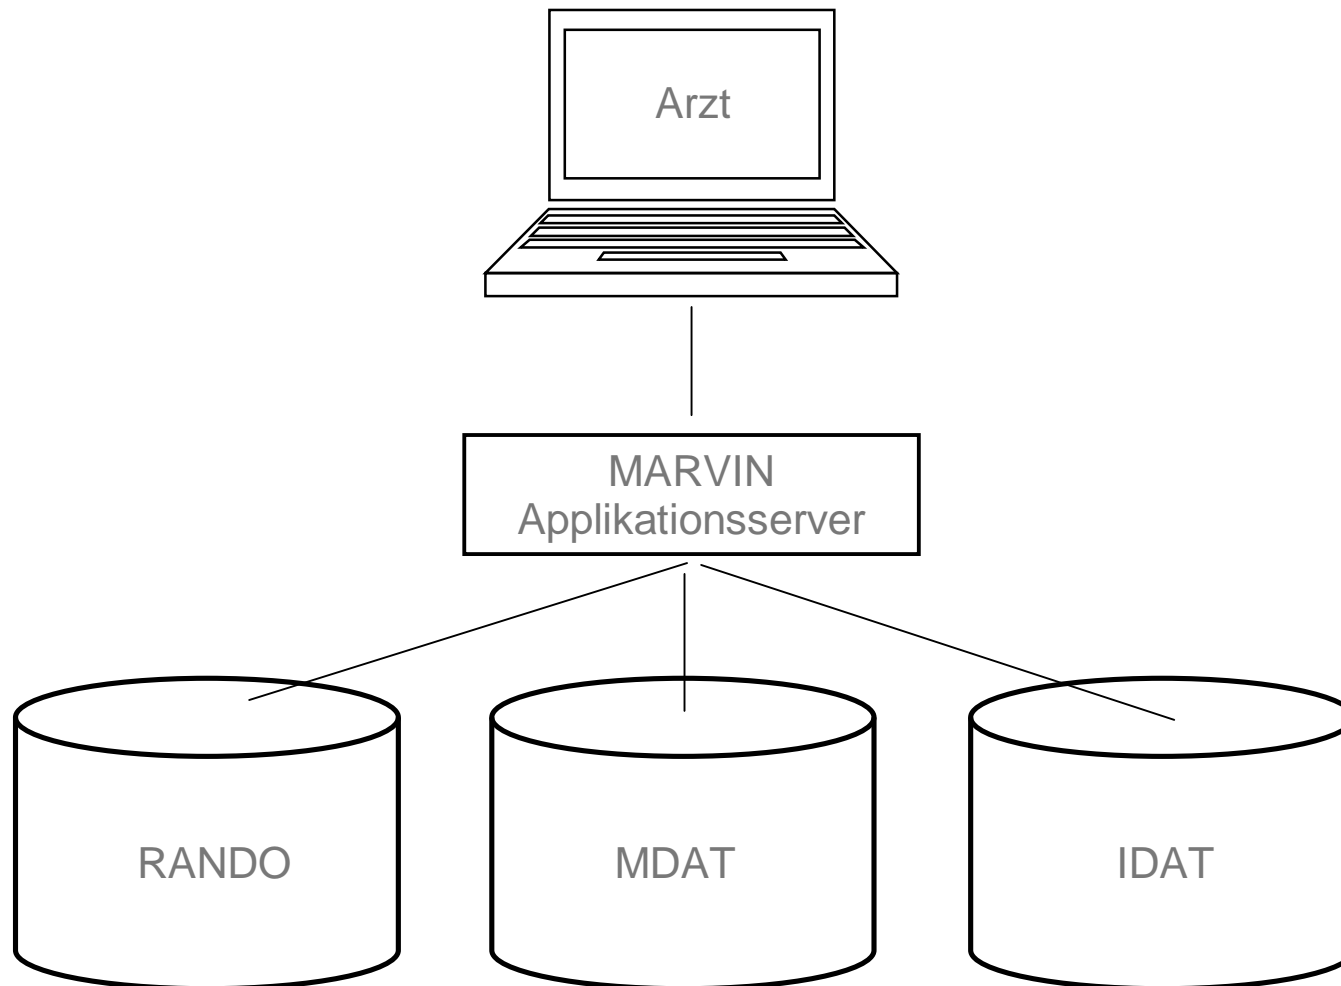 Arzt
MARVIN
Applikationsserver
RANDO
MDAT
IDAT